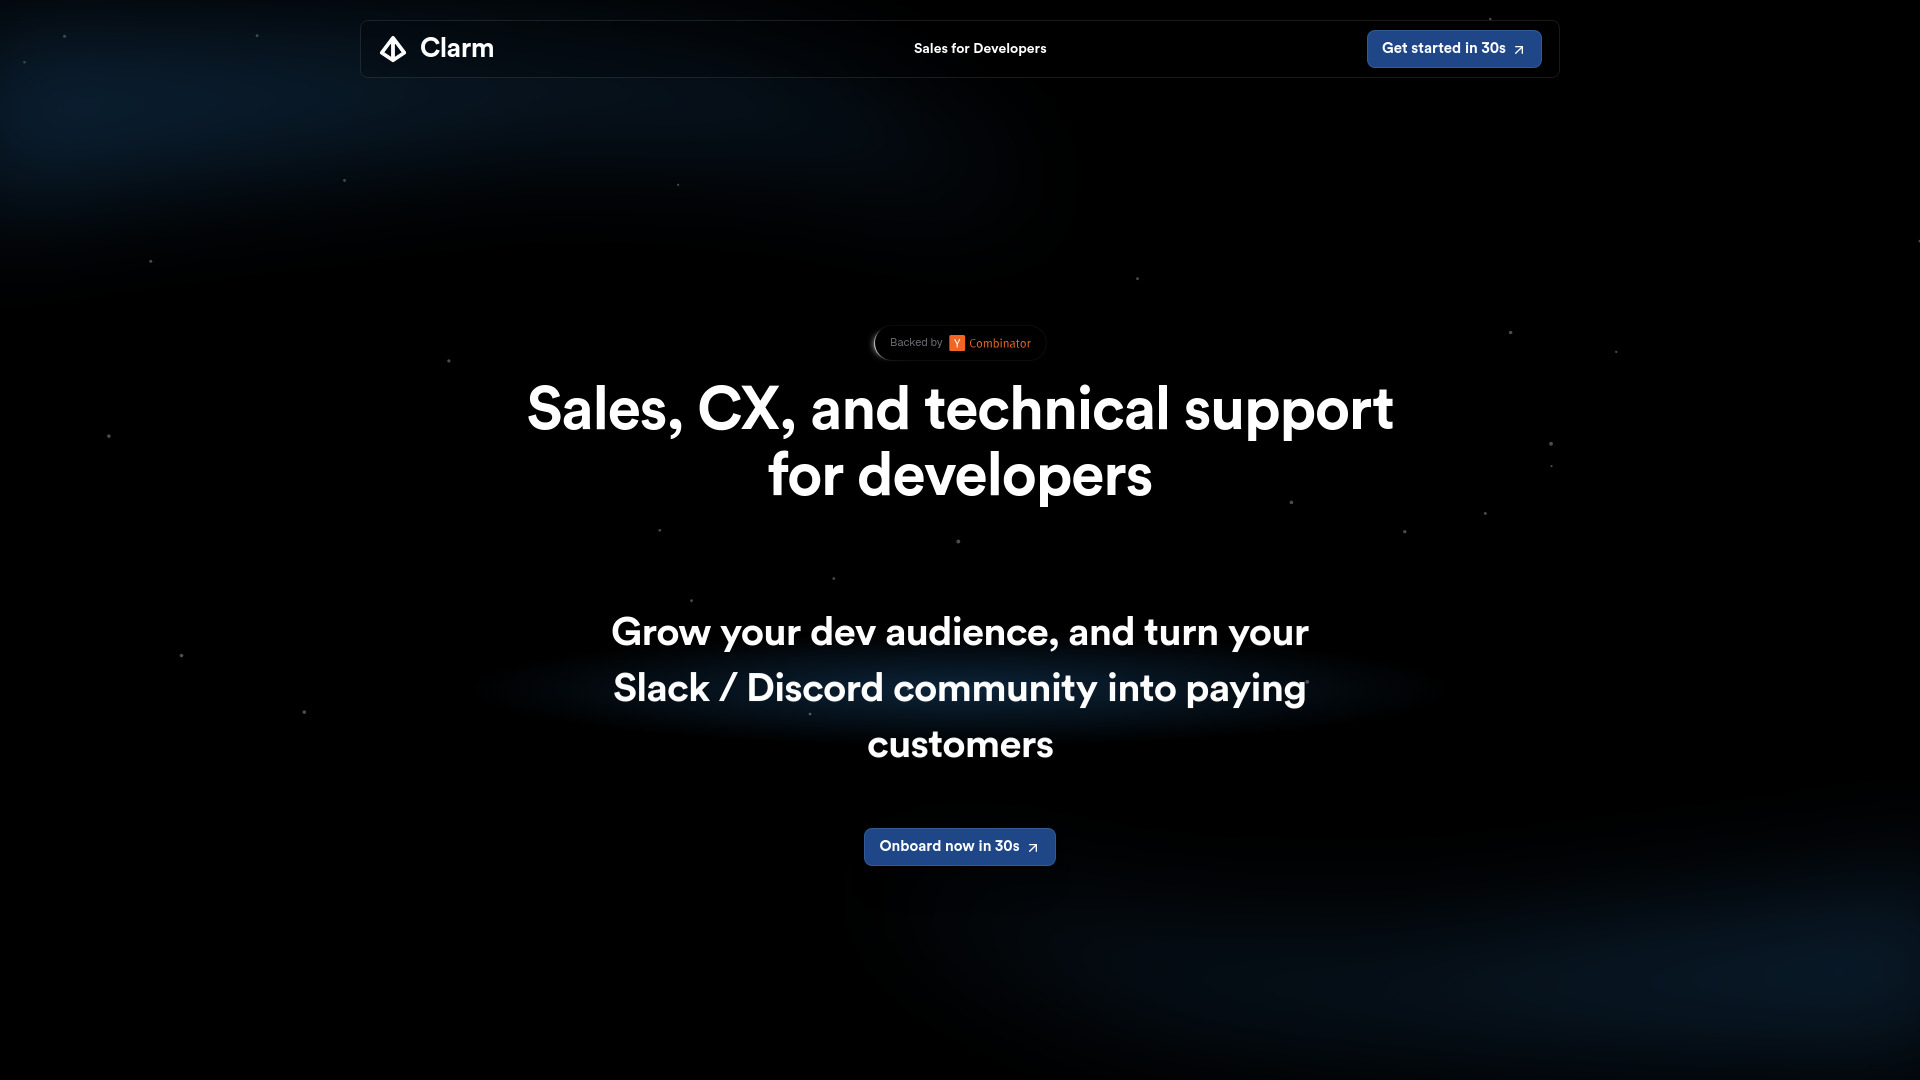 Clarm
Sales for Developers
Get started in 30s
Backed by Y Combinator
Sales, CX, and technical support
for developers
Grow your dev audience, and turn your
Slack / Discord community into paying
customers
Onboard now in 30s